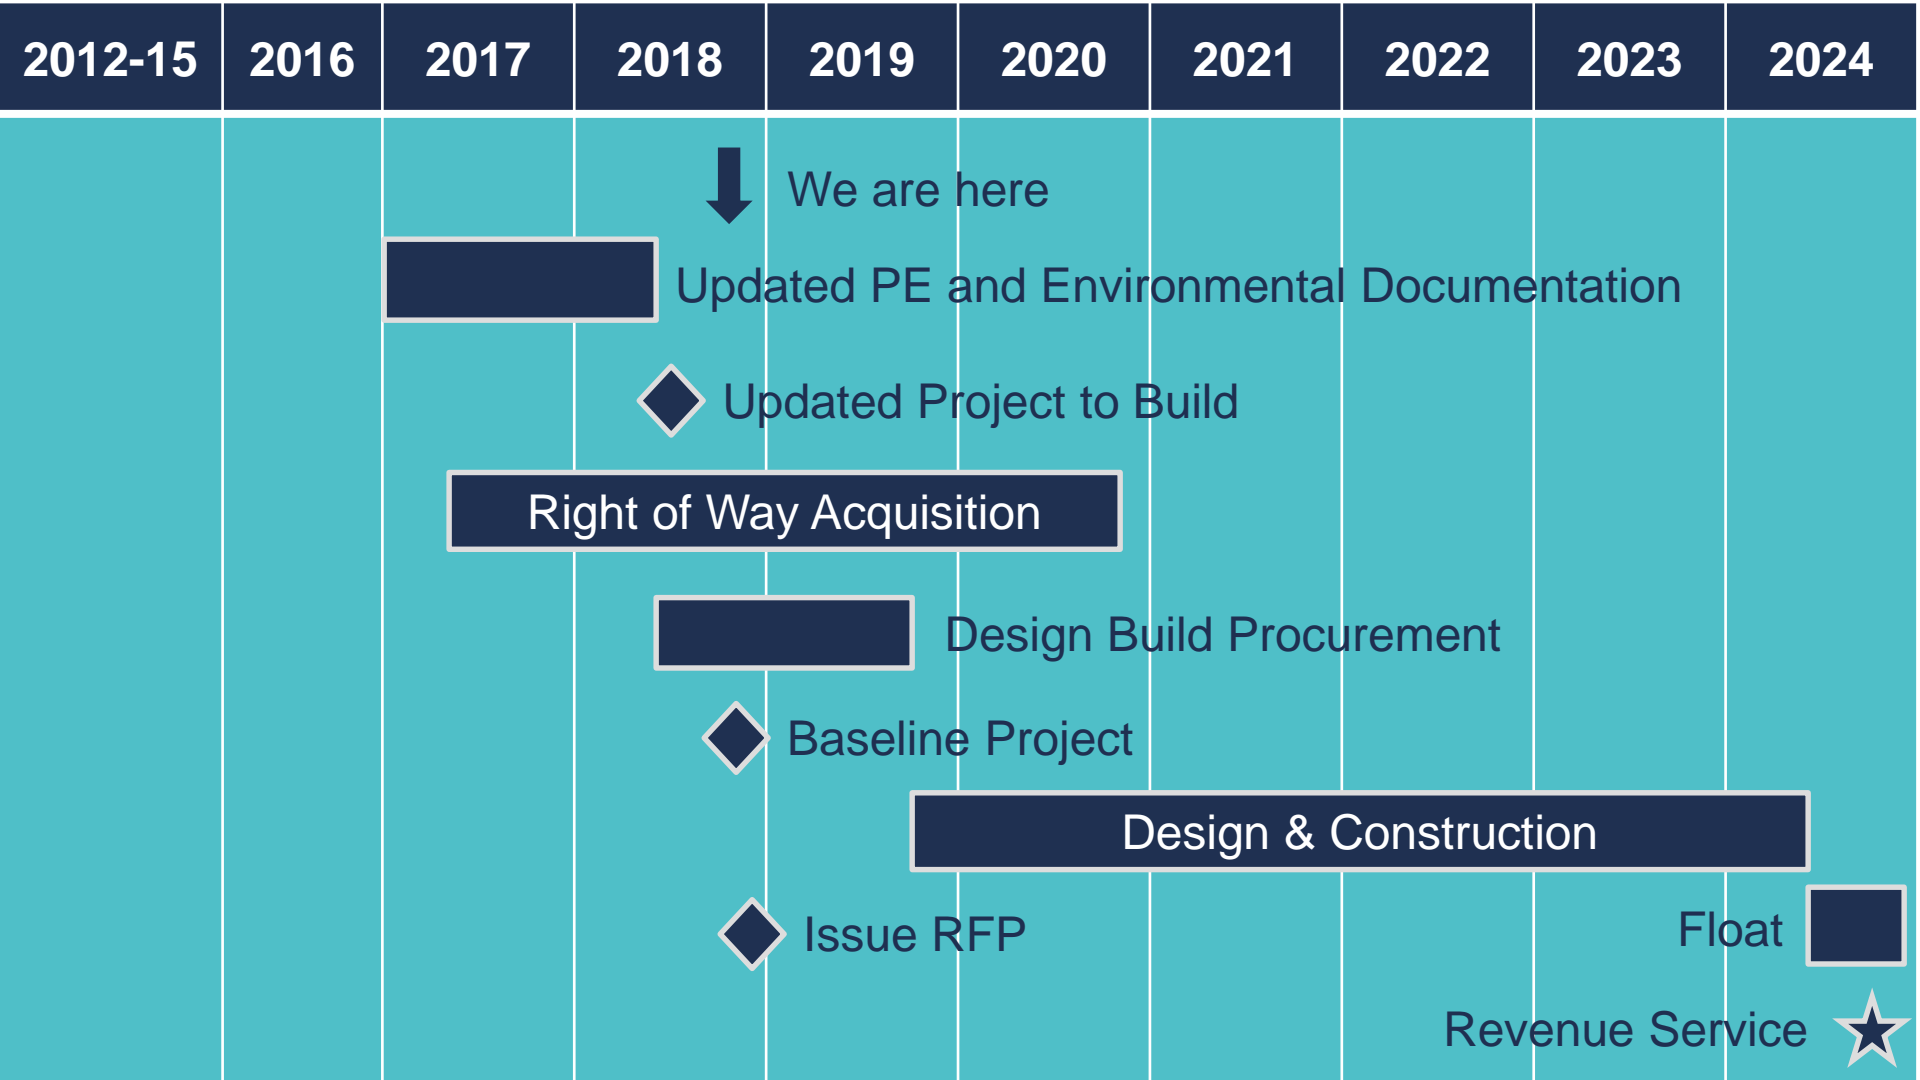 2012-15 2016 2017 2018 2019 2020 2021 2022 2023 2024
We are here
Updated PE and Environmental Documentation
Updated Project to Build
Right of Way Acquisition
Design Build Procurement
Baseline Project
Design & Construction
Issue RFP
Float
Revenue Service